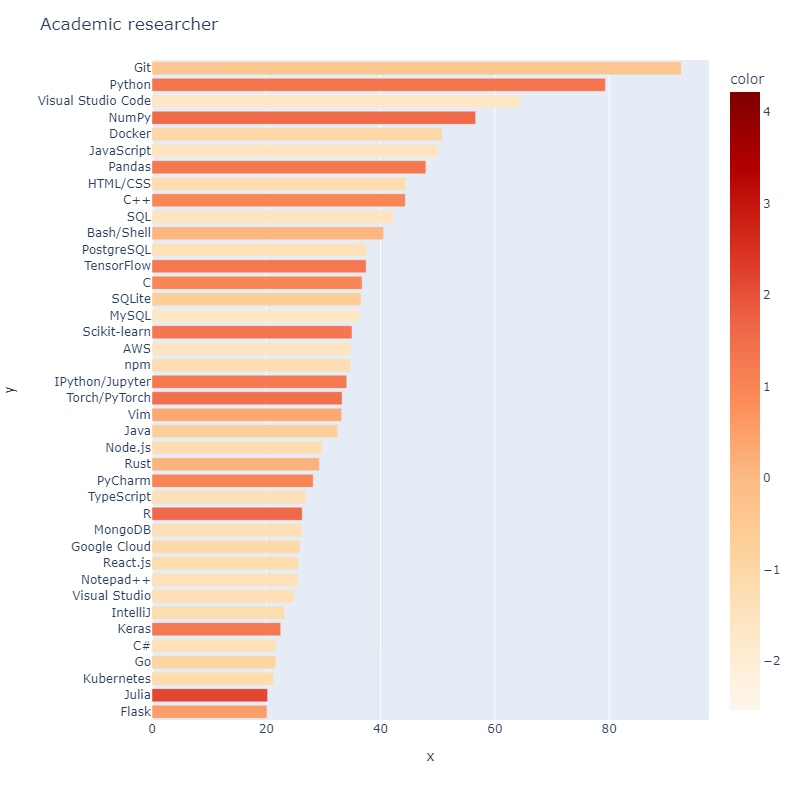 Academic researcher
Git
Python
Visual Studio Code
NumPy
Docker
JavaScript
Pandas
HTML/CSS
C++
SQL
Bash/Shell
PostgreSQL
TensorFlow
C
SQLite
MySQL
Scikit-learn
AWS
npm
IPython/Jupyter
Torch/PyTorch
Vim
Java
Node.js
Rust
PyCharm
TypeScript
R
MongoDB
Google Cloud
React.js
Notepad++
Visual Studio
IntelliJ
Keras
C#
Go
Kubernetes
Julia
Flask
y
0 20 40 60 80
x
color
4
3
2
1
0
−1
−2